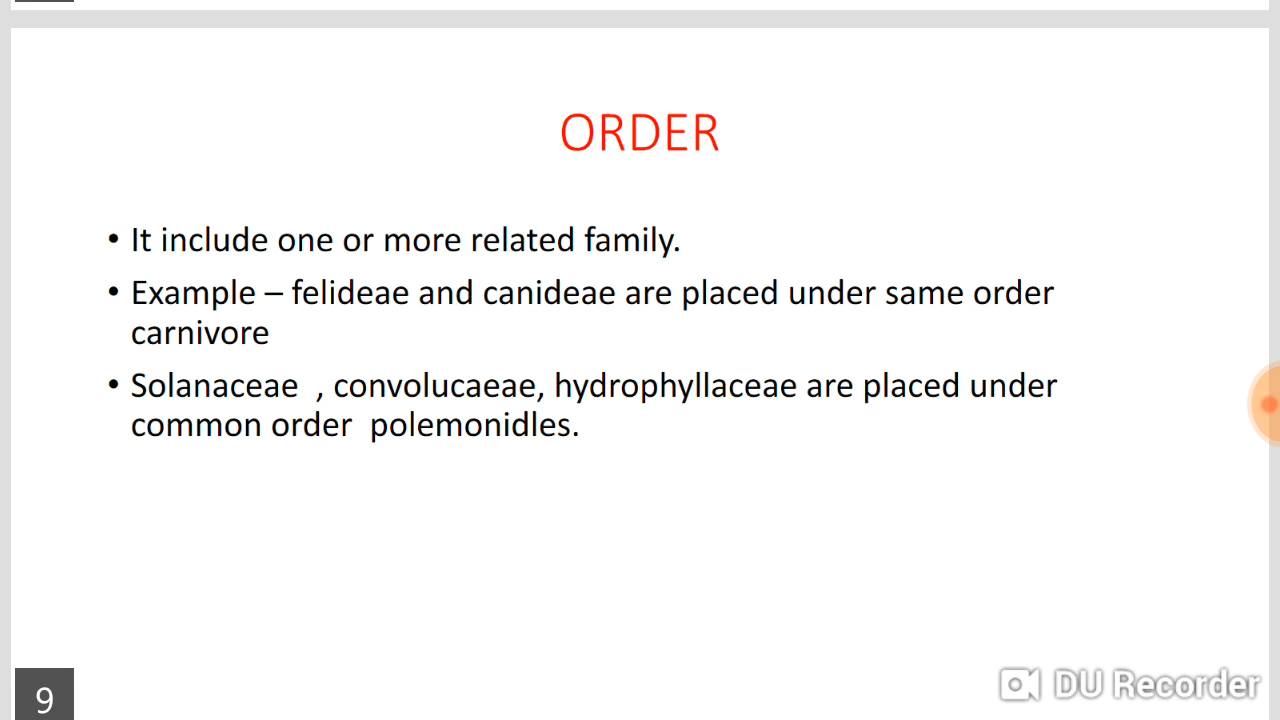 ORDER
• It include one or more related family.
• Example – felideae and canideae are placed under same order
carnivore
• Solanaceae , convolucaeae, hydrophyllaceae are placed under
common order polemonidles.
9
DU Recorder